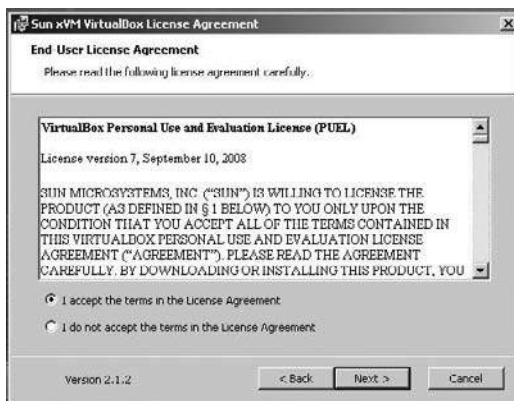 Sun xVM VirtualBox License Agreement
End-User License Agreement
Please read the following license agreement carefully.
VirtualBox Personal Use and Evaluation License (PUEL)
License version 7, September 10, 2008
SUN MICROSYSTEMS, INC. ("SUN") IS WILLING TO LICENSE THE
PRODUCT (AS DEFINED IN § 1 BELOW) TO YOU ONLY UPON THE
CONDITION THAT YOU ACCEPT ALL OF THE TERMS CONTAINED IN
THIS VIRTUALBOX PERSONAL USE AND EVALUATION LICENSE
AGREEMENT ("AGREEMENT"). PLEASE READ THE AGREEMENT
CAREFULLY. BY DOWNLOADING OR INSTALLING THIS PRODUCT, YOU
I accept the terms in the License Agreement
I do not accept the terms in the License Agreement
Version 2.1.2
< Back
Next >
Cancel